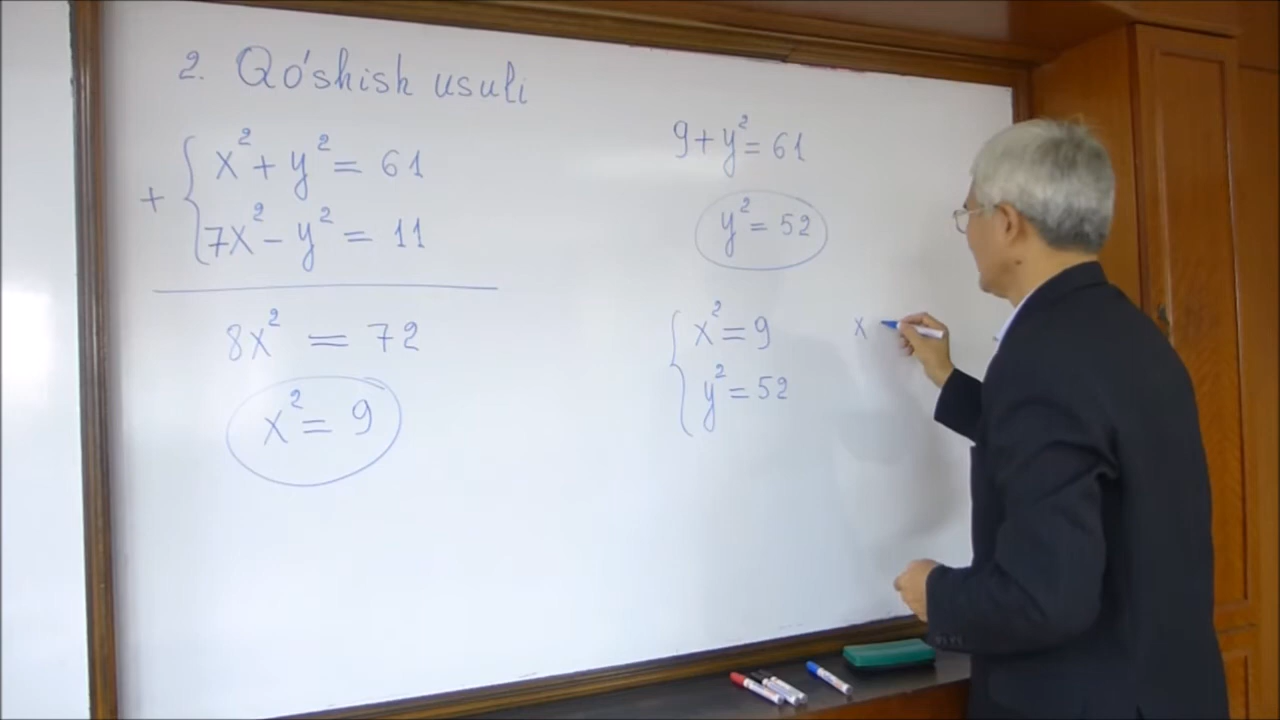 2. Qo'shish usuli
+ { x² + y² = 61
7x² - y² = 11
8x² = 72
x² = 9
9 + y² = 61
y² = 52
{ x² = 9
y² = 52
x